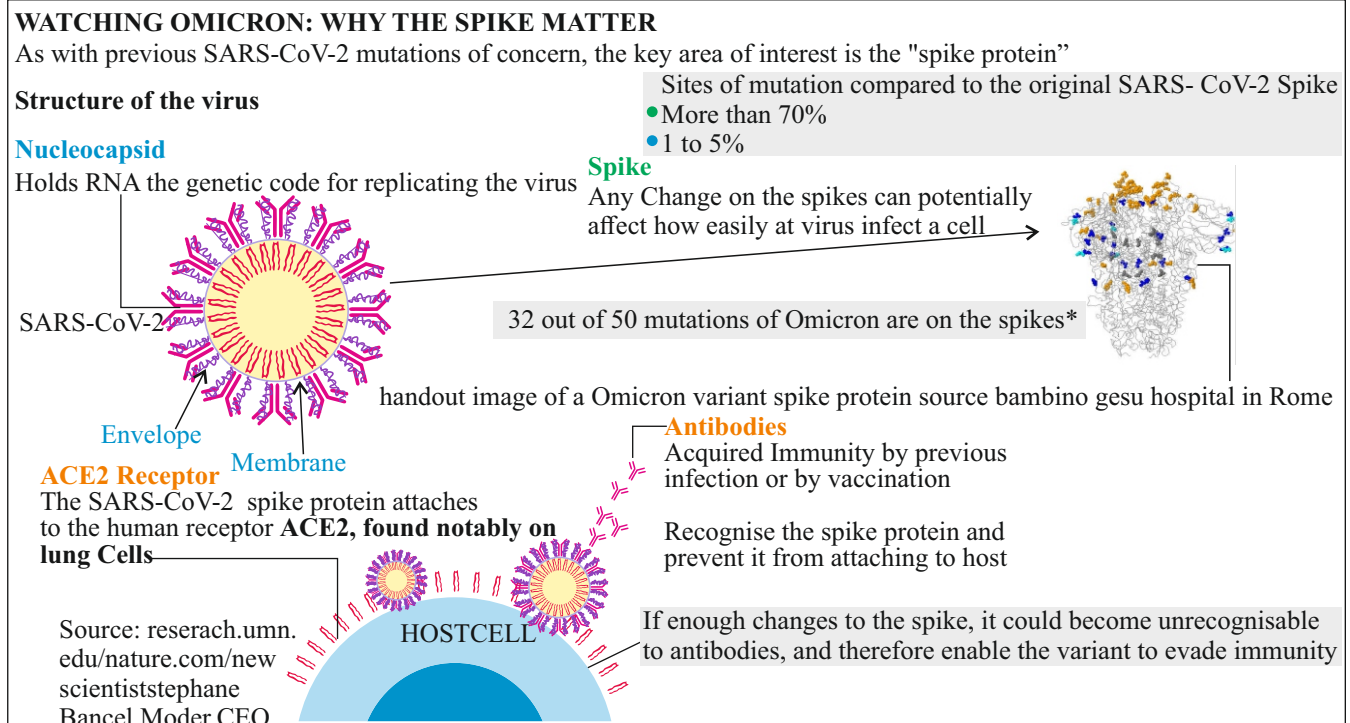 WATCHING OMICRON: WHY THE SPIKE MATTER
As with previous SARS-CoV-2 mutations of concern, the key area of interest is the "spike protein”
Structure of the virus
Sites of mutation compared to the original SARS- CoV-2 Spike
More than 70%
1 to 5%
Nucleocapsid
Holds RNA the genetic code for replicating the virus
Spike
Any Change on the spikes can potentially
affect how easily at virus infect a cell
SARS-CoV-2
32 out of 50 mutations of Omicron are on the spikes*
handout image of a Omicron variant spike protein source bambino gesu hospital in Rome
Envelope
Membrane
ACE2 Receptor
The SARS-CoV-2 spike protein attaches
to the human receptor ACE2, found notably on
lung Cells
Antibodies
Acquired Immunity by previous
infection or by vaccination
Recognise the spike protein and
prevent it from attaching to host
HOSTCELL
If enough changes to the spike, it could become unrecognisable
to antibodies, and therefore enable the variant to evade immunity
Source: reserach.umn.
edu/nature.com/new
scientiststephane
Bancel Moder CEO